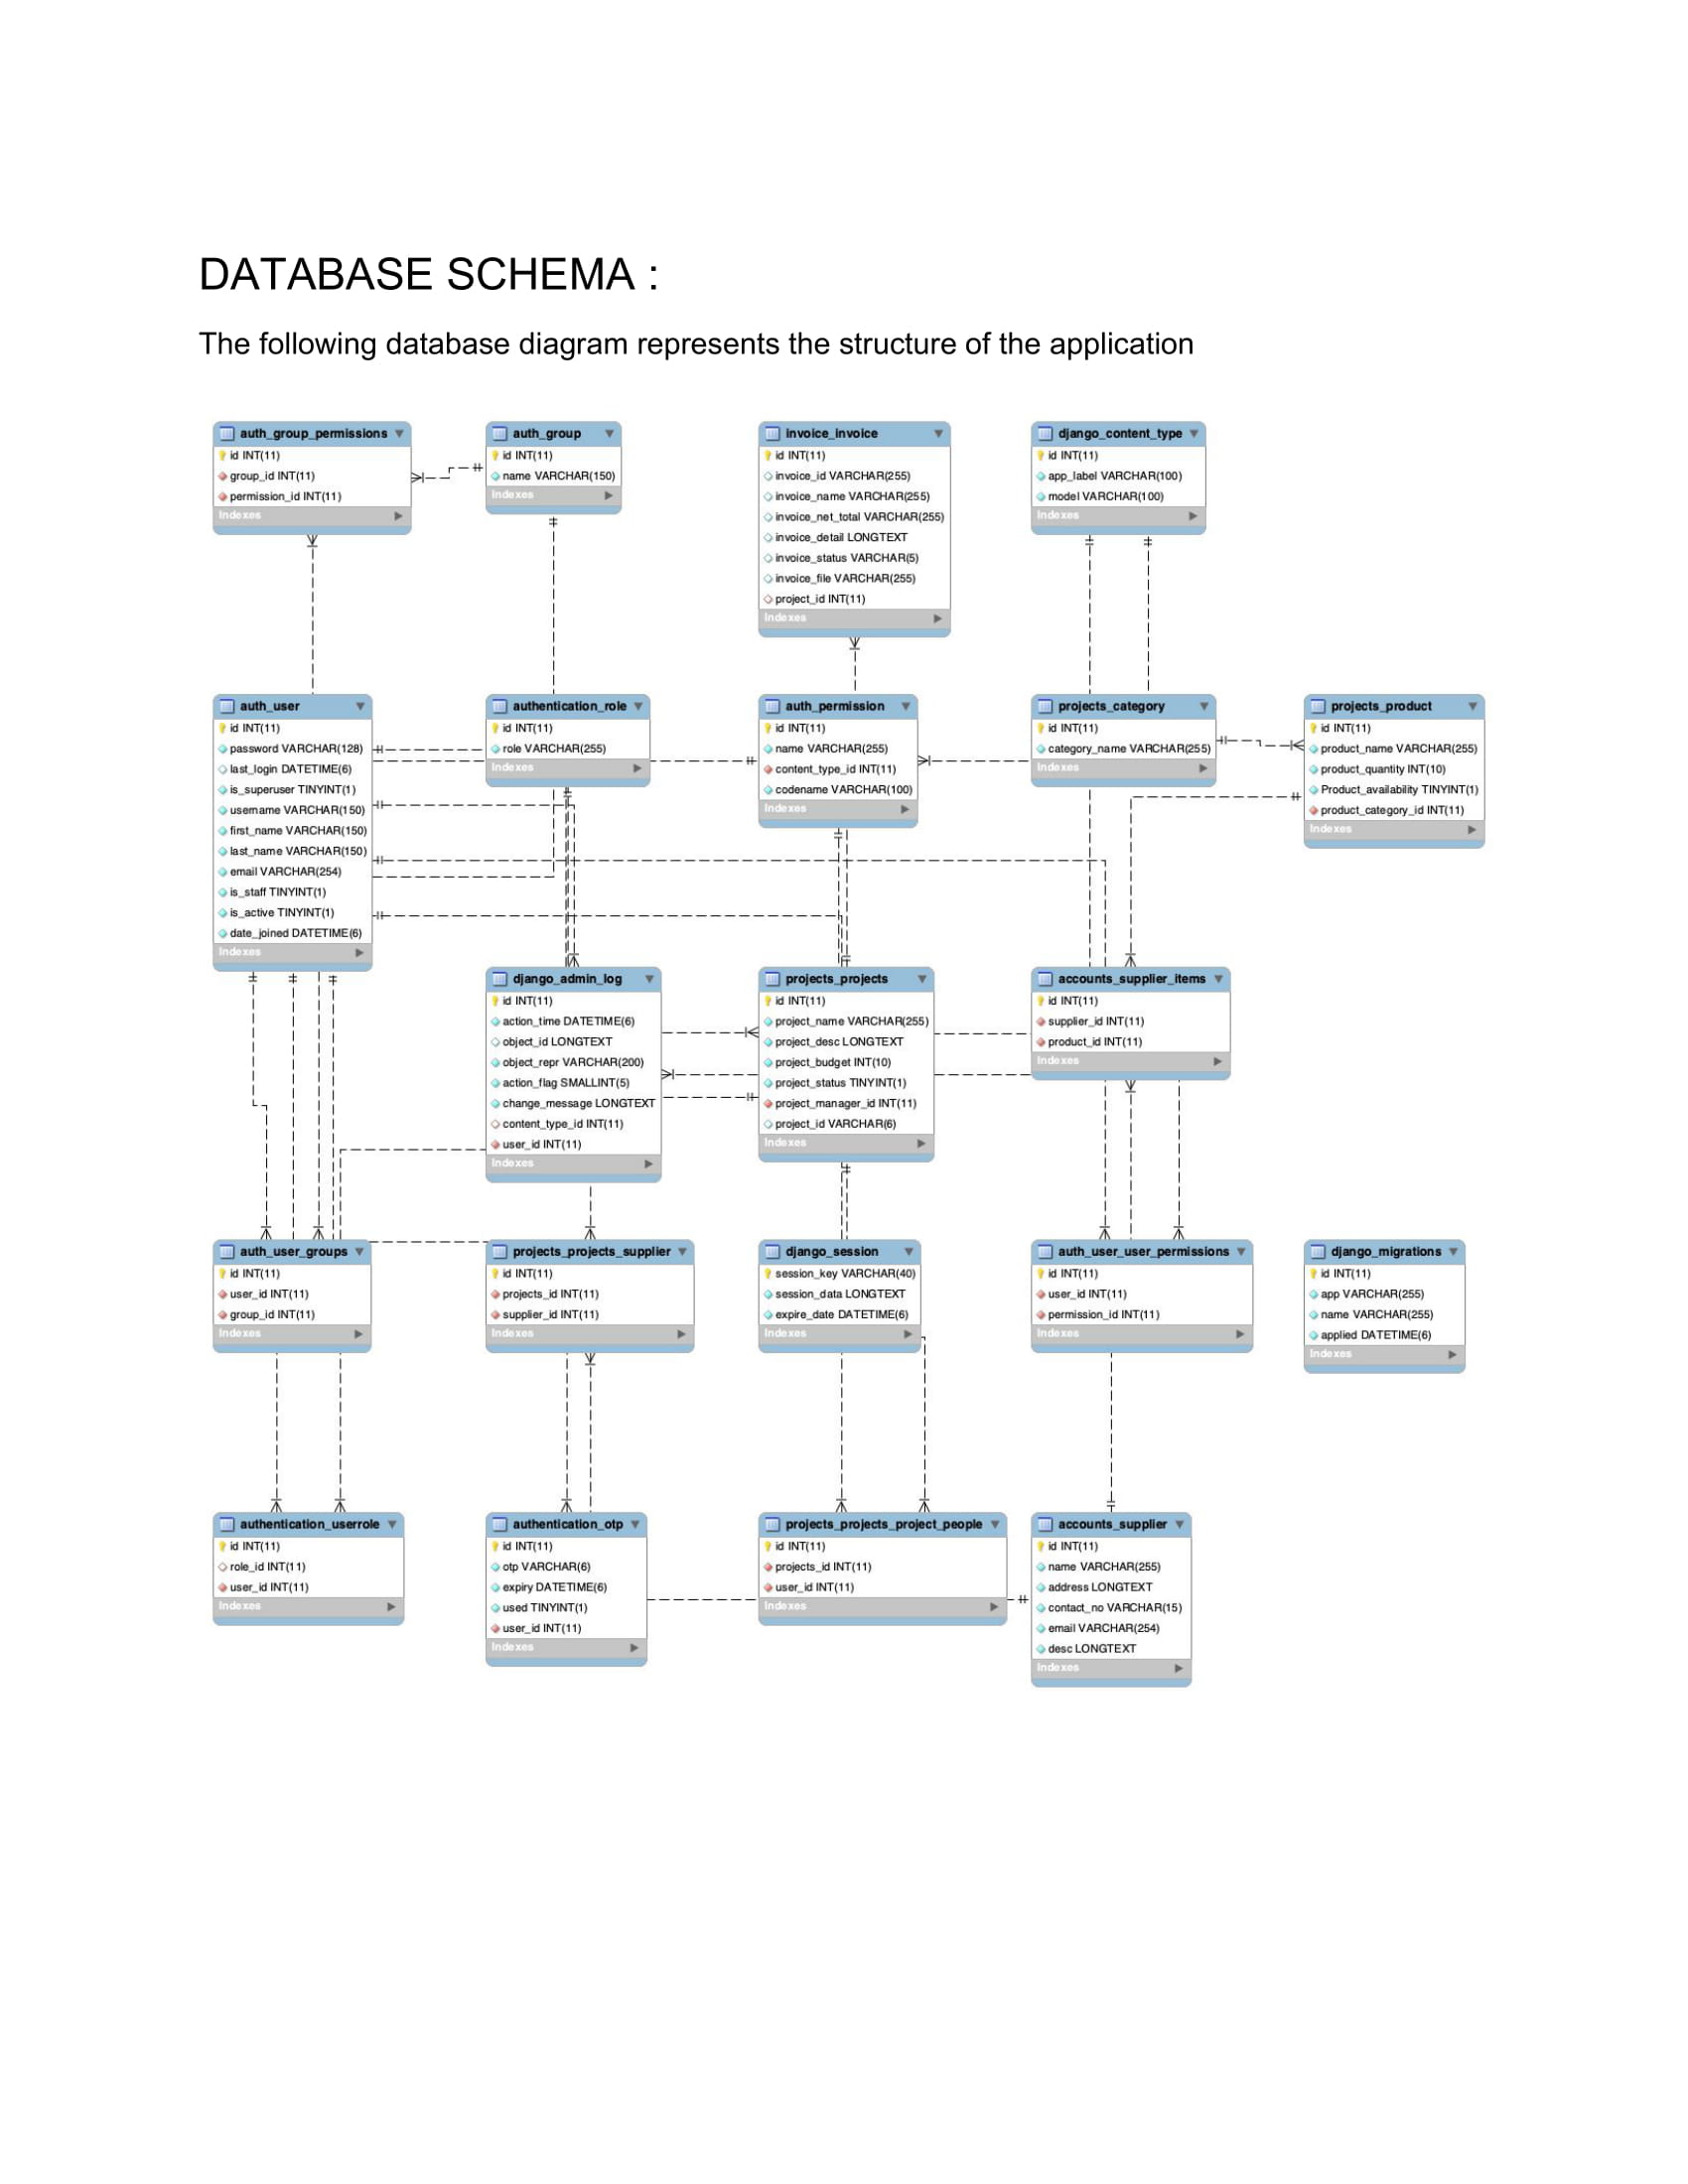 DATABASE SCHEMA :
The following database diagram represents the structure of the application
auth_group_permissions
id INT(11)
group_id INT(11)
permission_id INT(11)
Indexes
auth_group
id INT(11)
name VARCHAR(150)
Indexes
invoice_invoice
id INT(11)
invoice_id VARCHAR(255)
invoice_name VARCHAR(255)
invoice_net_total VARCHAR(255)
invoice_detail LONGTEXT
invoice_status VARCHAR(5)
invoice_file VARCHAR(255)
project_id INT(11)
Indexes
django_content_type
id INT(11)
app_label VARCHAR(100)
model VARCHAR(100)
Indexes
auth_user
id INT(11)
password VARCHAR(128)
last_login DATETIME(6)
is_superuser TINYINT(1)
username VARCHAR(150)
first_name VARCHAR(150)
last_name VARCHAR(150)
email VARCHAR(254)
is_staff TINYINT(1)
is_active TINYINT(1)
date_joined DATETIME(6)
Indexes
authentication_role
id INT(11)
role VARCHAR(255)
Indexes
auth_permission
id INT(11)
name VARCHAR(255)
content_type_id INT(11)
codename VARCHAR(100)
Indexes
projects_category
id INT(11)
category_name VARCHAR(255)
Indexes
projects_product
id INT(11)
product_name VARCHAR(255)
product_quantity INT(10)
Product_availability TINYINT(1)
product_category_id INT(11)
Indexes
django_admin_log
id INT(11)
action_time DATETIME(6)
object_id LONGTEXT
object_repr VARCHAR(200)
action_flag SMALLINT(5)
change_message LONGTEXT
content_type_id INT(11)
user_id INT(11)
Indexes
projects_projects
id INT(11)
project_name VARCHAR(255)
project_desc LONGTEXT
project_budget INT(10)
project_status TINYINT(1)
project_manager_id INT(11)
project_id VARCHAR(6)
Indexes
accounts_supplier_items
id INT(11)
supplier_id INT(11)
product_id INT(11)
Indexes
auth_user_groups
id INT(11)
user_id INT(11)
group_id INT(11)
Indexes
projects_projects_supplier
id INT(11)
projects_id INT(11)
supplier_id INT(11)
Indexes
django_session
session_key VARCHAR(40)
session_data LONGTEXT
expire_date DATETIME(6)
Indexes
auth_user_user_permissions
id INT(11)
user_id INT(11)
permission_id INT(11)
Indexes
django_migrations
id INT(11)
app VARCHAR(255)
name VARCHAR(255)
applied DATETIME(6)
Indexes
authentication_userrole
id INT(11)
role_id INT(11)
user_id INT(11)
Indexes
authentication_otp
id INT(11)
otp VARCHAR(6)
expiry DATETIME(6)
used TINYINT(1)
user_id INT(11)
Indexes
projects_projects_project_people
id INT(11)
projects_id INT(11)
user_id INT(11)
Indexes
accounts_supplier
id INT(11)
name VARCHAR(255)
address LONGTEXT
contact_no VARCHAR(15)
email VARCHAR(254)
desc LONGTEXT
Indexes